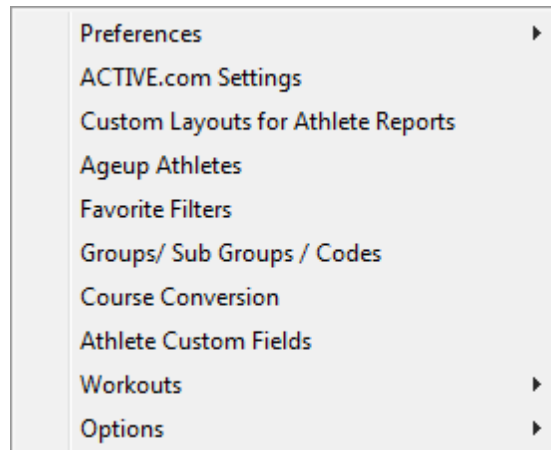 Preferences
ACTIVE.com Settings
Custom Layouts for Athlete Reports
Ageup Athletes
Favorite Filters
Groups/ Sub Groups / Codes
Course Conversion
Athlete Custom Fields
Workouts
Options